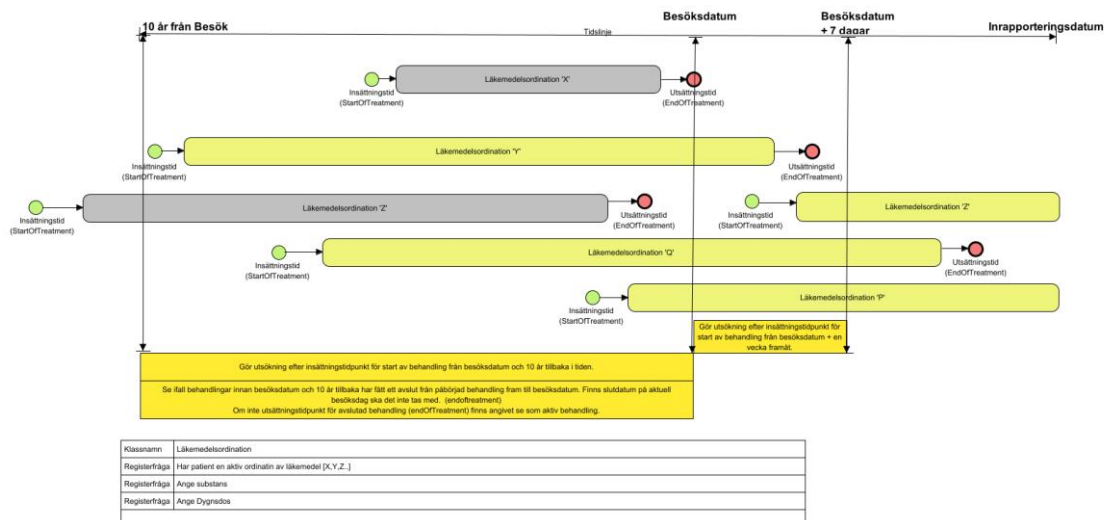 10 år från Besök
Besöksdatum
Besöksdatum
+ 7 dagar
Inrapporteringsdatum
Tidslinje
Läkemedelsordination 'X'
Insättningstid
(StartOfTreatment)
Utsättningstid
(EndOfTreatment)
Läkemedelsordination 'Y'
Insättningstid
(StartOfTreatment)
Utsättningstid
(EndOfTreatment)
Läkemedelsordination 'Z'
Insättningstid
(StartOfTreatment)
Utsättningstid
(EndOfTreatment)
Läkemedelsordination 'Z'
Insättningstid
(StartOfTreatment)
Läkemedelsordination 'Q'
Insättningstid
(StartOfTreatment)
Utsättningstid
(EndOfTreatment)
Läkemedelsordination 'P'
Insättningstid
(StartOfTreatment)
Gör utsökning efter insättningstidpunkt för
start av behandling från besöksdatum + en
vecka framåt.
Gör utsökning efter insättningstidpunkt för start av behandling från besöksdatum och 10 år tillbaka i tiden.
Se ifall behandlingar innan besöksdatum och 10 år tillbaka har fått ett avslut från påbörjad behandling fram till besöksdatum. Finns slutdatum på aktuell
besöksdag ska det inte tas med. (endoftreatment)
Om inte utsättningstidpunkt för avslutad behandling (endOfTreatment) finns angivet se som aktiv behandling.
Klassnamn Läkemedelsordination
Registerfråga Har patient en aktiv ordinatin av läkemedel [X,Y,Z..]
Registerfråga Ange substans
Registerfråga Ange Dygnsdos